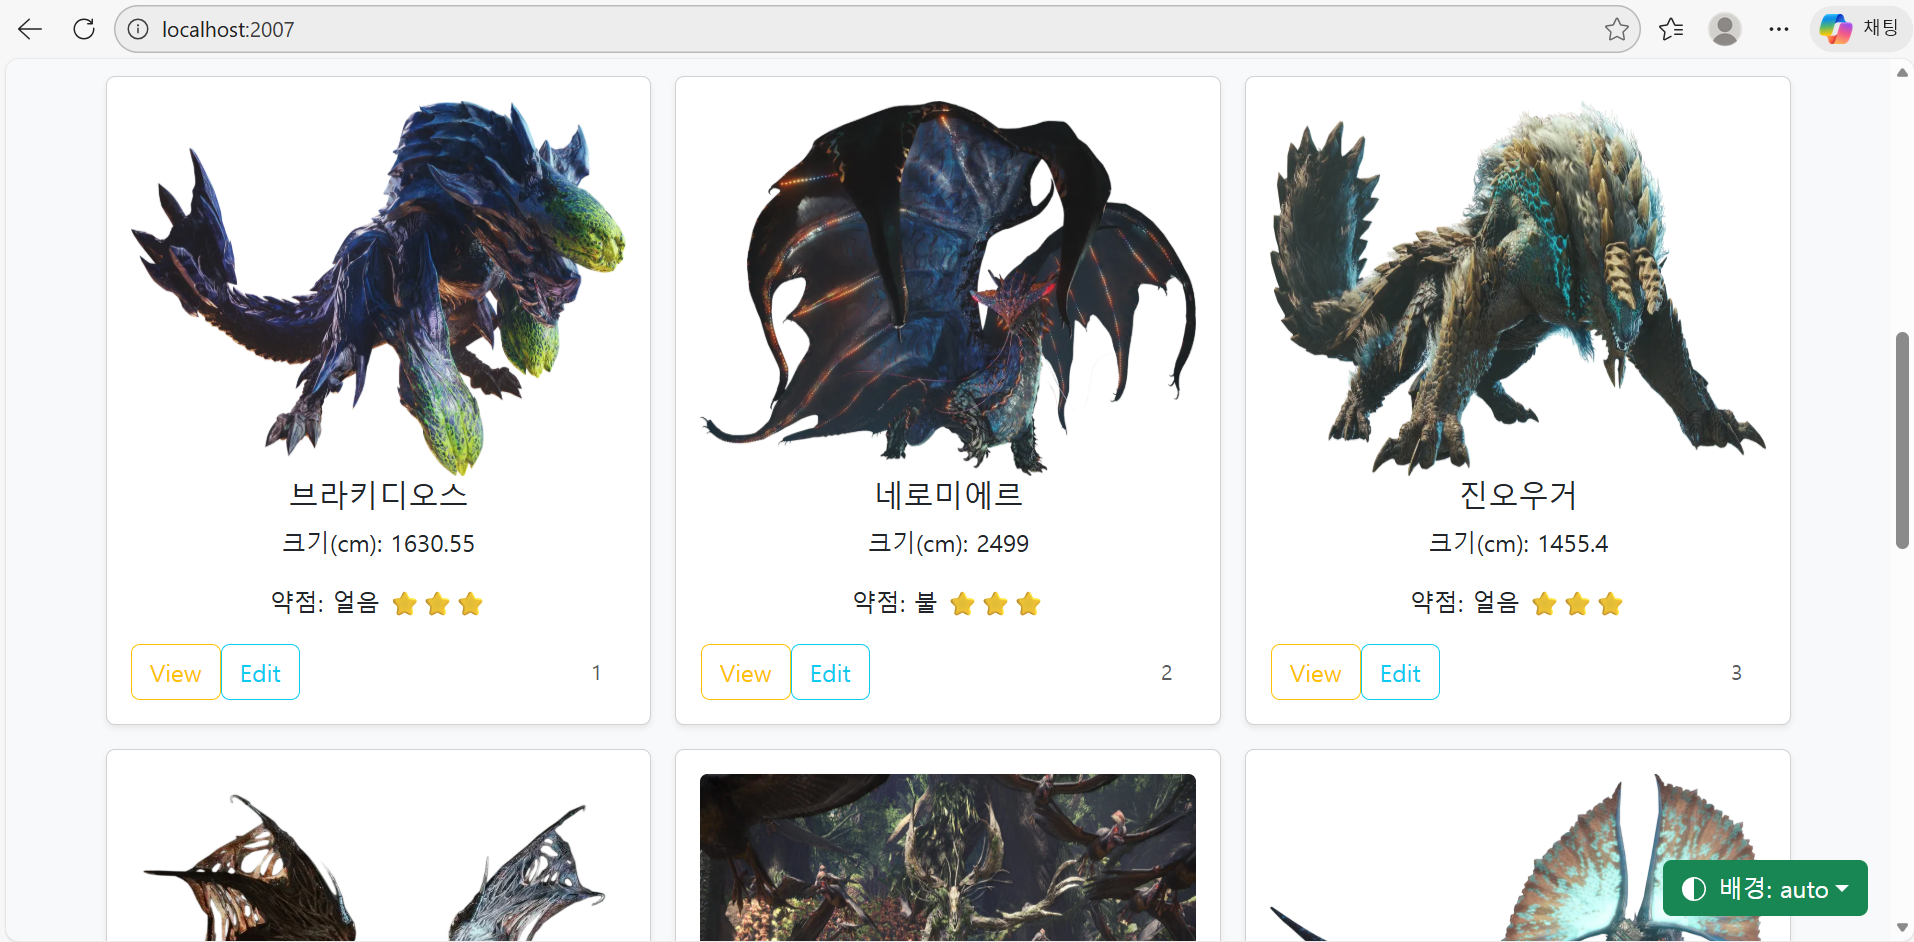 localhost:2007
채팅
브라키디오스
크기(cm): 1630.55
약점: 얼음 ⭐⭐⭐
View Edit 1
네로미에르
크기(cm): 2499
약점: 불 ⭐⭐⭐
View Edit 2
진오우거
크기(cm): 1455.4
약점: 얼음 ⭐⭐⭐
View Edit 3
배경: auto